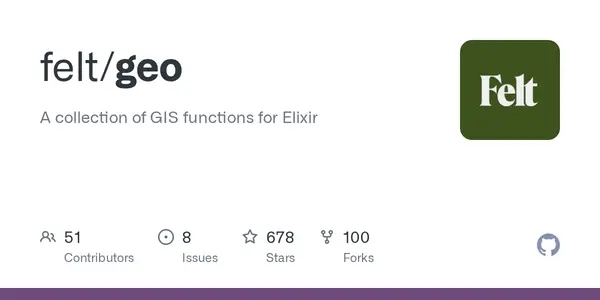 felt/geo
Felt
A collection of GIS functions for Elixir
51
Contributors
8
Issues
678
Stars
100
Forks